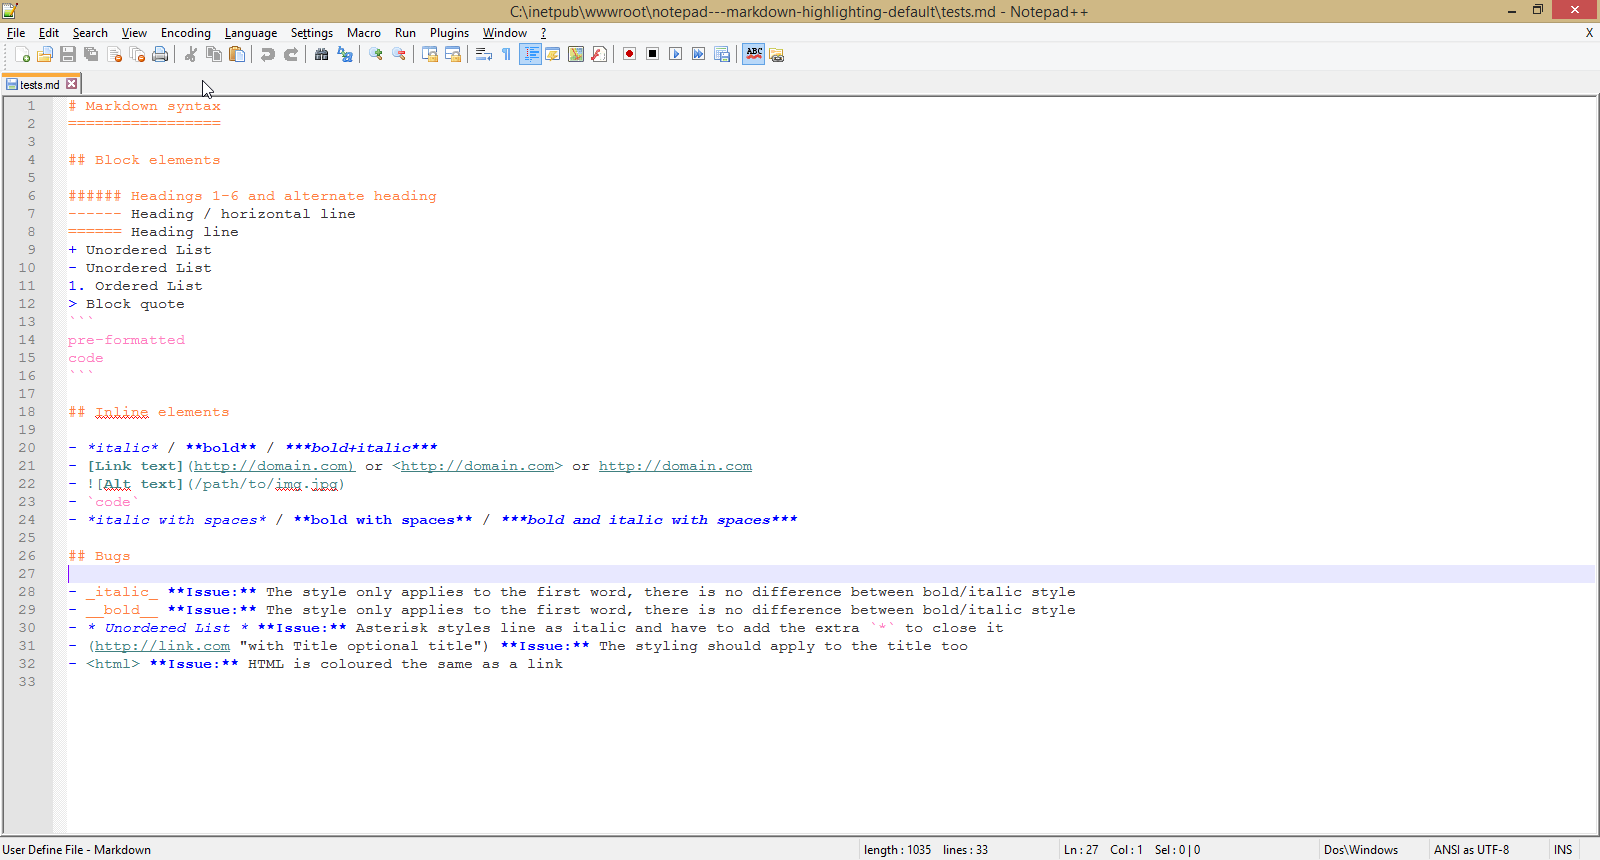 C:\inetpub\wwwroot\notepad---markdown-highlighting-default\tests.md - Notepad++
File Edit Search View Encoding Language Settings Macro Run Plugins Window ? X
ABC
tests.md
1 # Markdown syntax
2 =================
3
4 ## Block elements
5
6 ###### Headings 1-6 and alternate heading
7 ------ Heading / horizontal line
8 ====== Heading line
9 + Unordered List
10 - Unordered List
11 1. Ordered List
12 > Block quote
13 ```
14 pre-formatted
15 code
16 ```
17
18 ## Inline elements
19
20 - *italic* / **bold** / ***bold+italic***
21 - [Link text](http://domain.com) or <http://domain.com> or http://domain.com
22 - ![Alt text](/path/to/img.jpg)
23 - `code`
24 - *italic with spaces* / **bold with spaces** / ***bold and italic with spaces***
25
26 ## Bugs
27
28 - _italic_ **Issue:** The style only applies to the first word, there is no difference between bold/italic style
29 - __bold__ **Issue:** The style only applies to the first word, there is no difference between bold/italic style
30 - * Unordered List * **Issue:** Asterisk styles line as italic and have to add the extra `*` to close it
31 - (http://link.com "with Title optional title") **Issue:** The styling should apply to the title too
32 - <html> **Issue:** HTML is coloured the same as a link
33
User Define File - Markdown length : 1035 lines : 33 Ln : 27 Col : 1 Sel : 0 | 0 Dos\Windows ANSI as UTF-8 INS